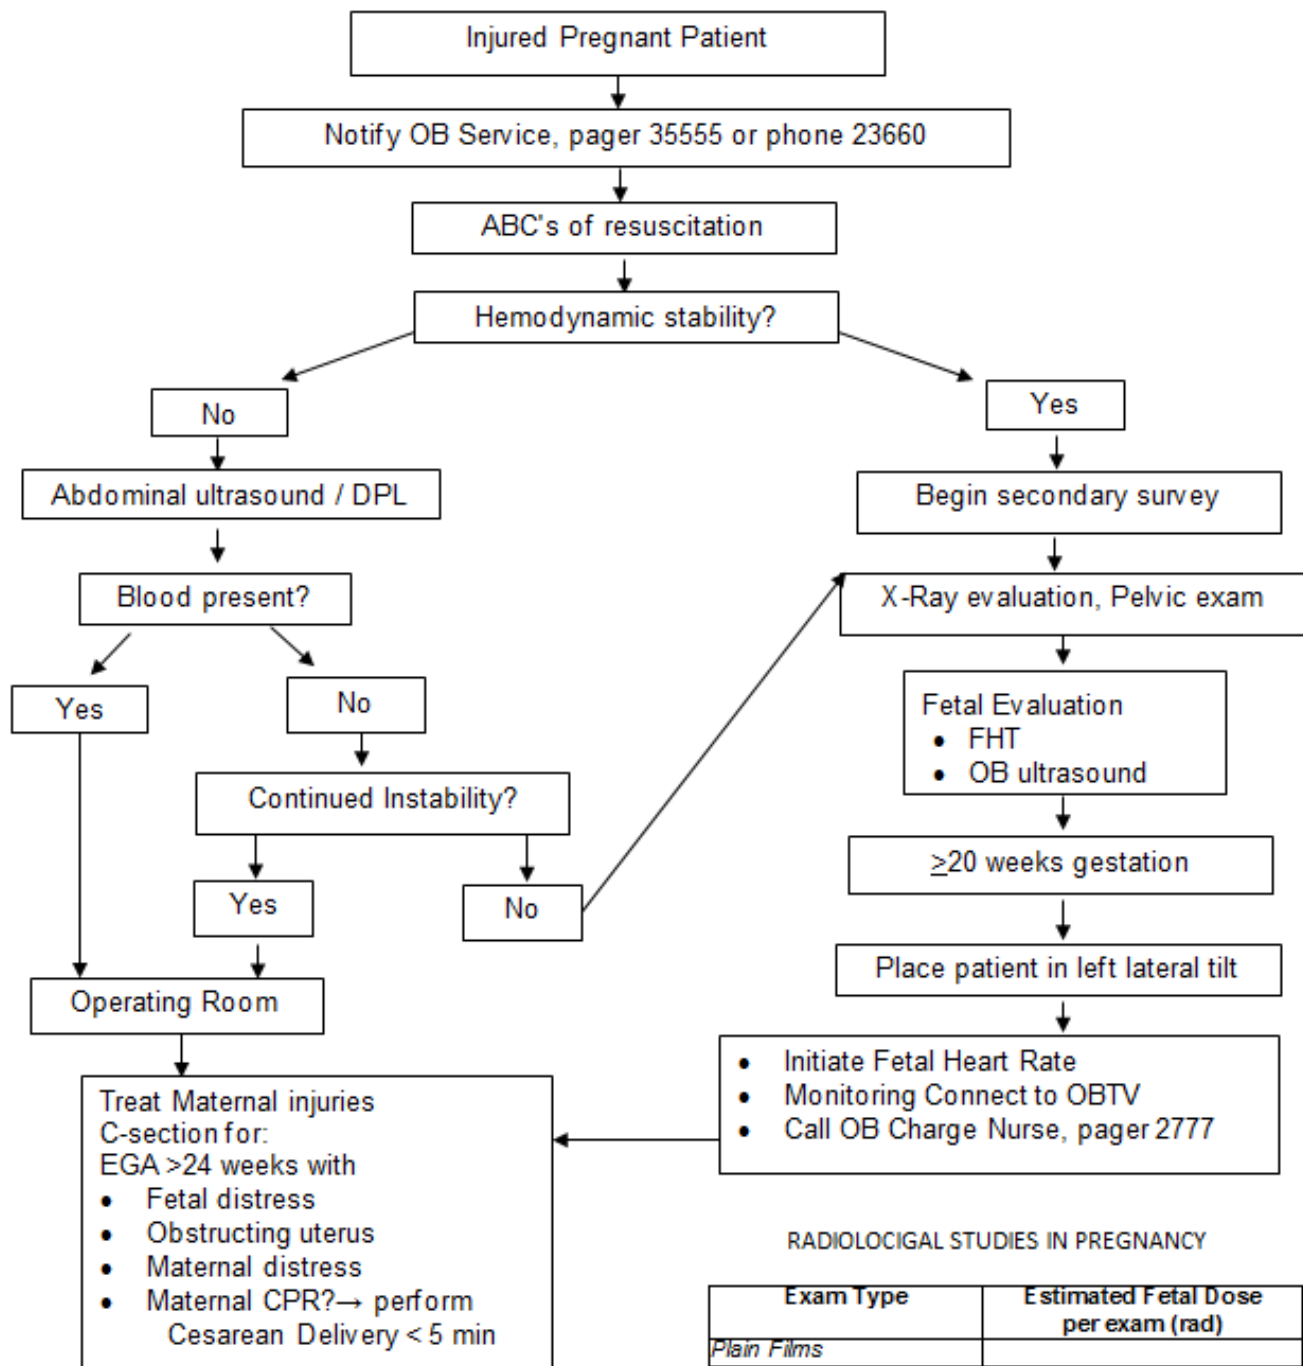 Injured Pregnant Patient
Notify OB Service, pager 35555 or phone 23660
ABC's of resuscitation
Hemodynamic stability?
No
Yes
Abdominal ultrasound / DPL
Begin secondary survey
Blood present?
X-Ray evaluation, Pelvic exam
Yes
No
Fetal Evaluation
• FHT
• OB ultrasound
Continued Instability?
≥20 weeks gestation
Yes
No
Place patient in left lateral tilt
Operating Room
• Initiate Fetal Heart Rate
• Monitoring Connect to OBTV
• Call OB Charge Nurse, pager 2777
Treat Maternal injuries
C-section for:
EGA >24 weeks with
• Fetal distress
• Obstructing uterus
• Maternal distress
• Maternal CPR?→ perform
Cesarean Delivery < 5 min
RADIOLOCIGAL STUDIES IN PREGNANCY
Exam Type
Estimated Fetal Dose
per exam (rad)
Plain Films